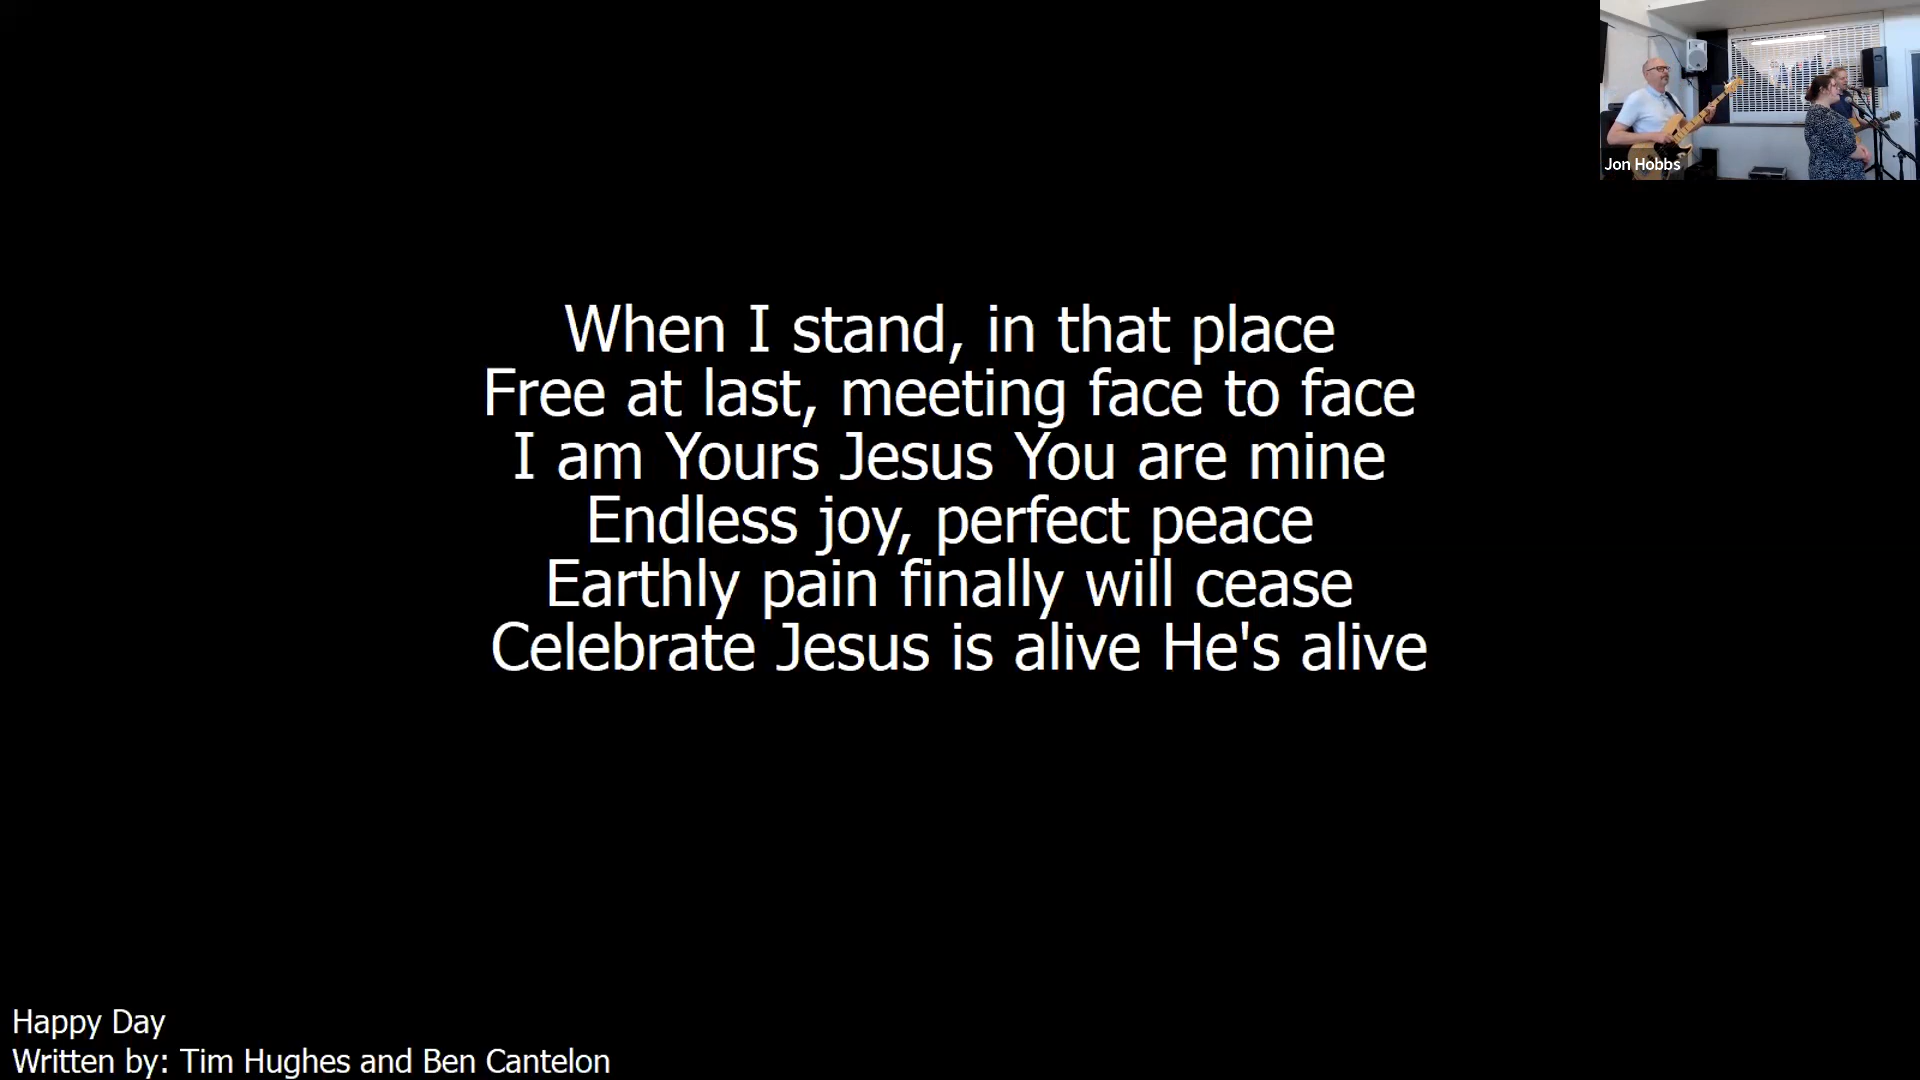 Jon Hobbs
When I stand, in that place
Free at last, meeting face to face
I am Yours Jesus You are mine
Endless joy, perfect peace
Earthly pain finally will cease
Celebrate Jesus is alive He's alive
Happy Day
Written by: Tim Hughes and Ben Cantelon